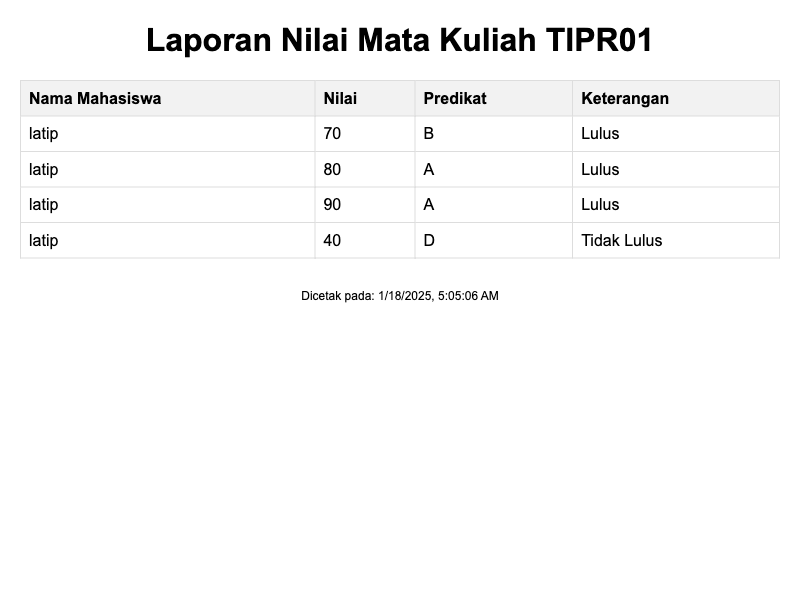 Laporan Nilai Mata Kuliah TIPR01
Nama Mahasiswa Nilai Predikat Keterangan
latip 70 B Lulus
latip 80 A Lulus
latip 90 A Lulus
latip 40 D Tidak Lulus
Dicetak pada: 1/18/2025, 5:05:06 AM